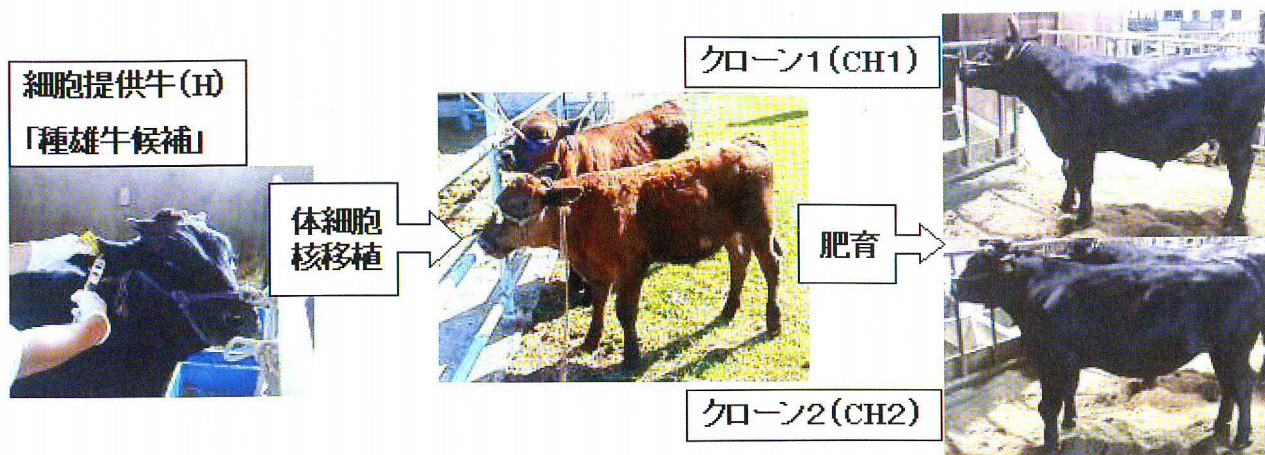 細胞提供牛(H)
「種雄牛候補」
体細胞
核移植
クローン1(CH1)
肥育
クローン2(CH2)